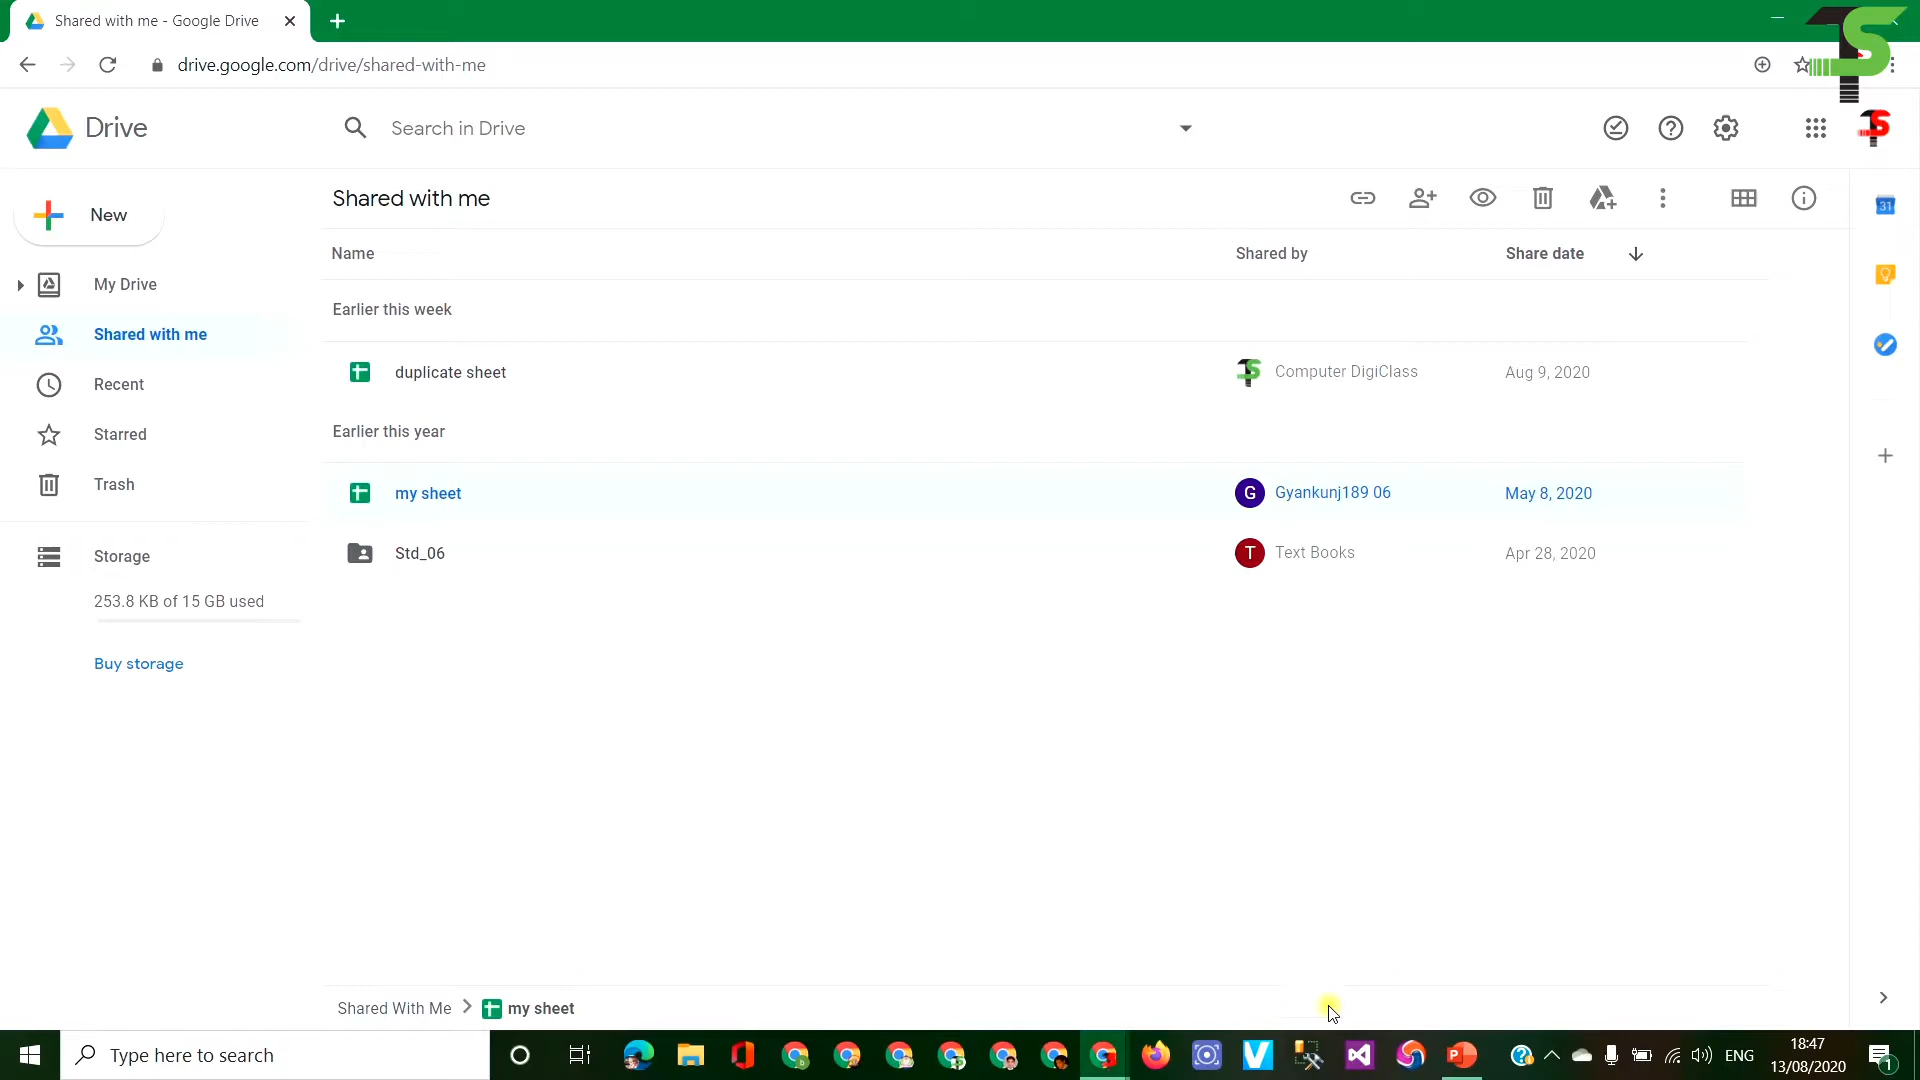 Shared with me - Google Drive
drive.google.com/drive/shared-with-me
Drive
Search in Drive
New
Shared with me
31
Name Shared by Share date
My Drive
Earlier this week
Shared with me
duplicate sheet Computer DigiClass Aug 9, 2020
Recent
Earlier this year
Starred
Trash
my sheet G Gyankunj189 06 May 8, 2020
Std_06 T Text Books Apr 28, 2020
Storage
253.8 KB of 15 GB used
Buy storage
Shared With Me my sheet
Type here to search
ENG
18:47
13/08/2020
1